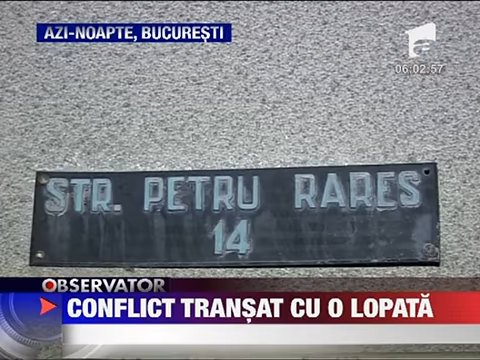 AZI-NOAPTE, BUCUREȘTI
06:02:57
STR. PETRU RARES
14
OBSERVATOR
CONFLICT TRANȘAT CU O LOPATĂ